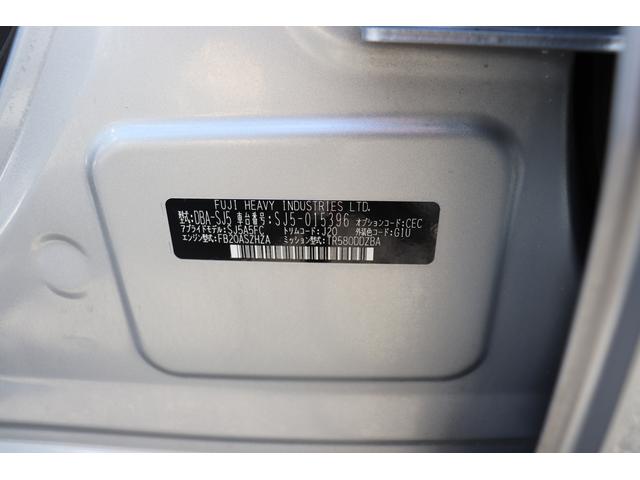 FUJI HEAVY INDUSTRIES LTD.
型式:DBA-SJ5 車台番号:SJ5-015396 オプションコード:CEC
アプライドモデル:SJ5A5FC トリムコード:J20 外装色コード:G1U
エンジン型式:FB20ASZHZA ミッション型式:TR580DDZBA